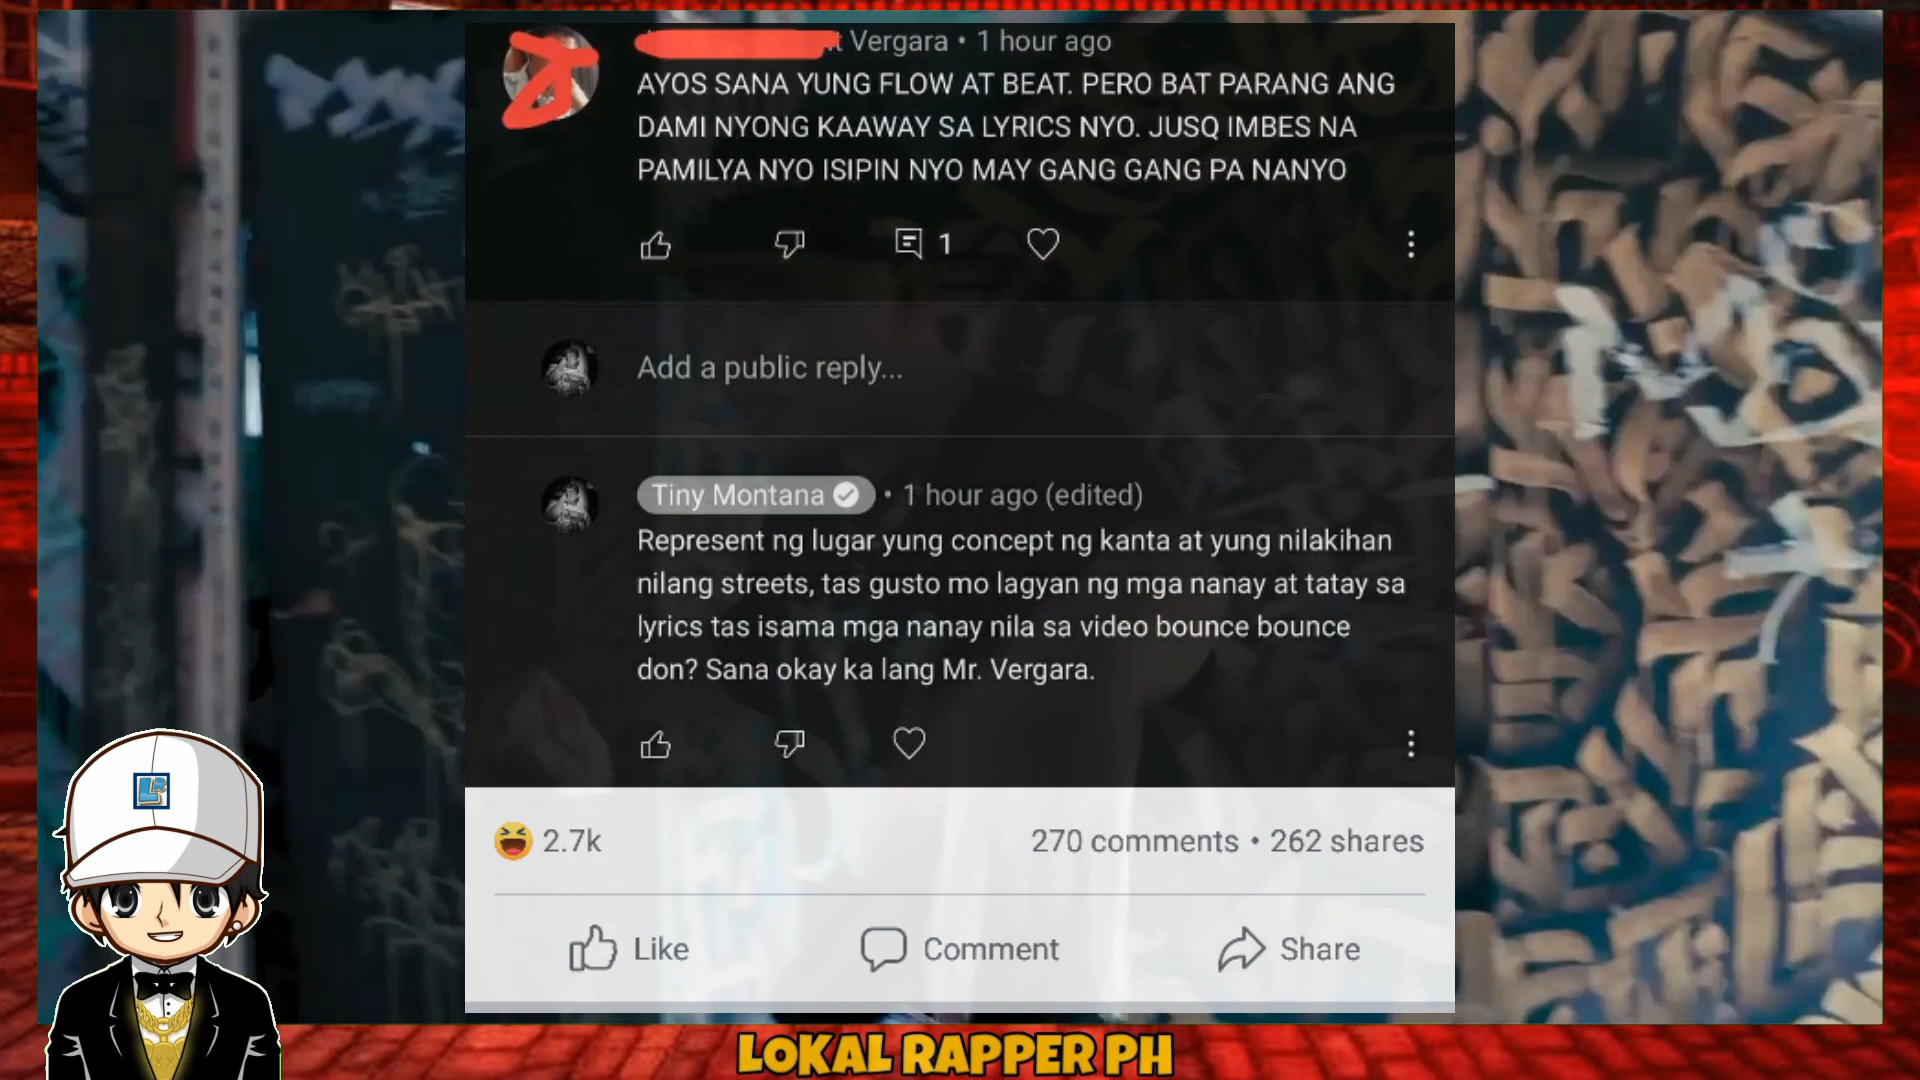 t Vergara • 1 hour ago
AYOS SANA YUNG FLOW AT BEAT. PERO BAT PARANG ANG
DAMI NYONG KAAWAY SA LYRICS NYO. JUSQ IMBES NA
PAMILYA NYO ISIPIN NYO MAY GANG GANG PA NANYO
1
Add a public reply...
Tiny Montana • 1 hour ago (edited)
Represent ng lugar yung concept ng kanta at yung nilakihan
nilang streets, tas gusto mo lagyan ng mga nanay at tatay sa
lyrics tas isama mga nanay nila sa video bounce bounce
don? Sana okay ka lang Mr. Vergara.
2.7k 270 comments • 262 shares
Like Comment Share
LR
LOKAL RAPPER PH